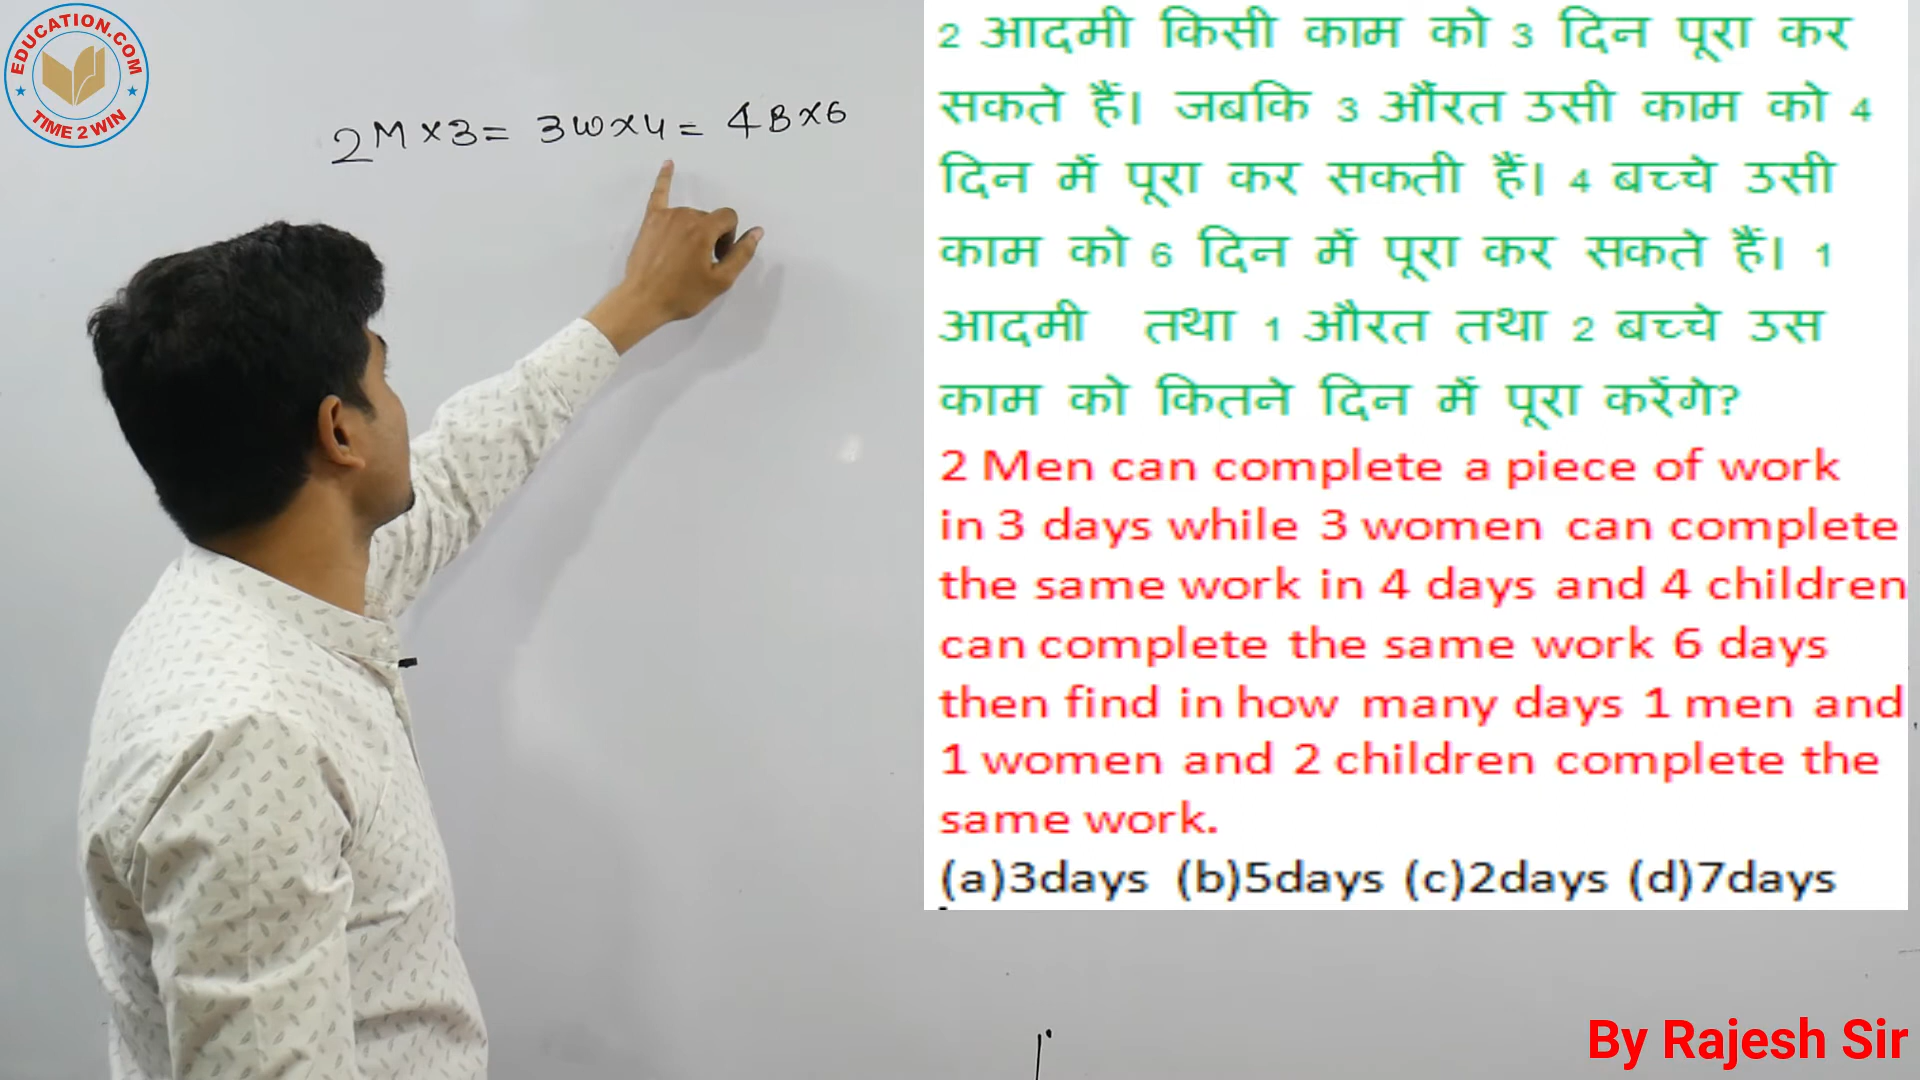 EDUCATION.COM
TIME 2 WIN
2M×3= 3W×4= 4B×6
2 आदमी किसी काम को 3 दिन पूरा कर
सकते हैं। जबकि 3 औंरत उसी काम को 4
दिन में पूरा कर सकती हैं। 4 बच्चे उसी
काम को 6 दिन में पूरा कर सकते हैं। 1
आदमी तथा 1 औरत तथा 2 बच्चे उस
काम को कितने दिन में पूरा करेंगे?
2 Men can complete a piece of work
in 3 days while 3 women can complete
the same work in 4 days and 4 children
can complete the same work 6 days
then find in how many days 1 men and
1 women and 2 children complete the
same work.
(a)3days (b)5days (c)2days (d)7days
By Rajesh Sir